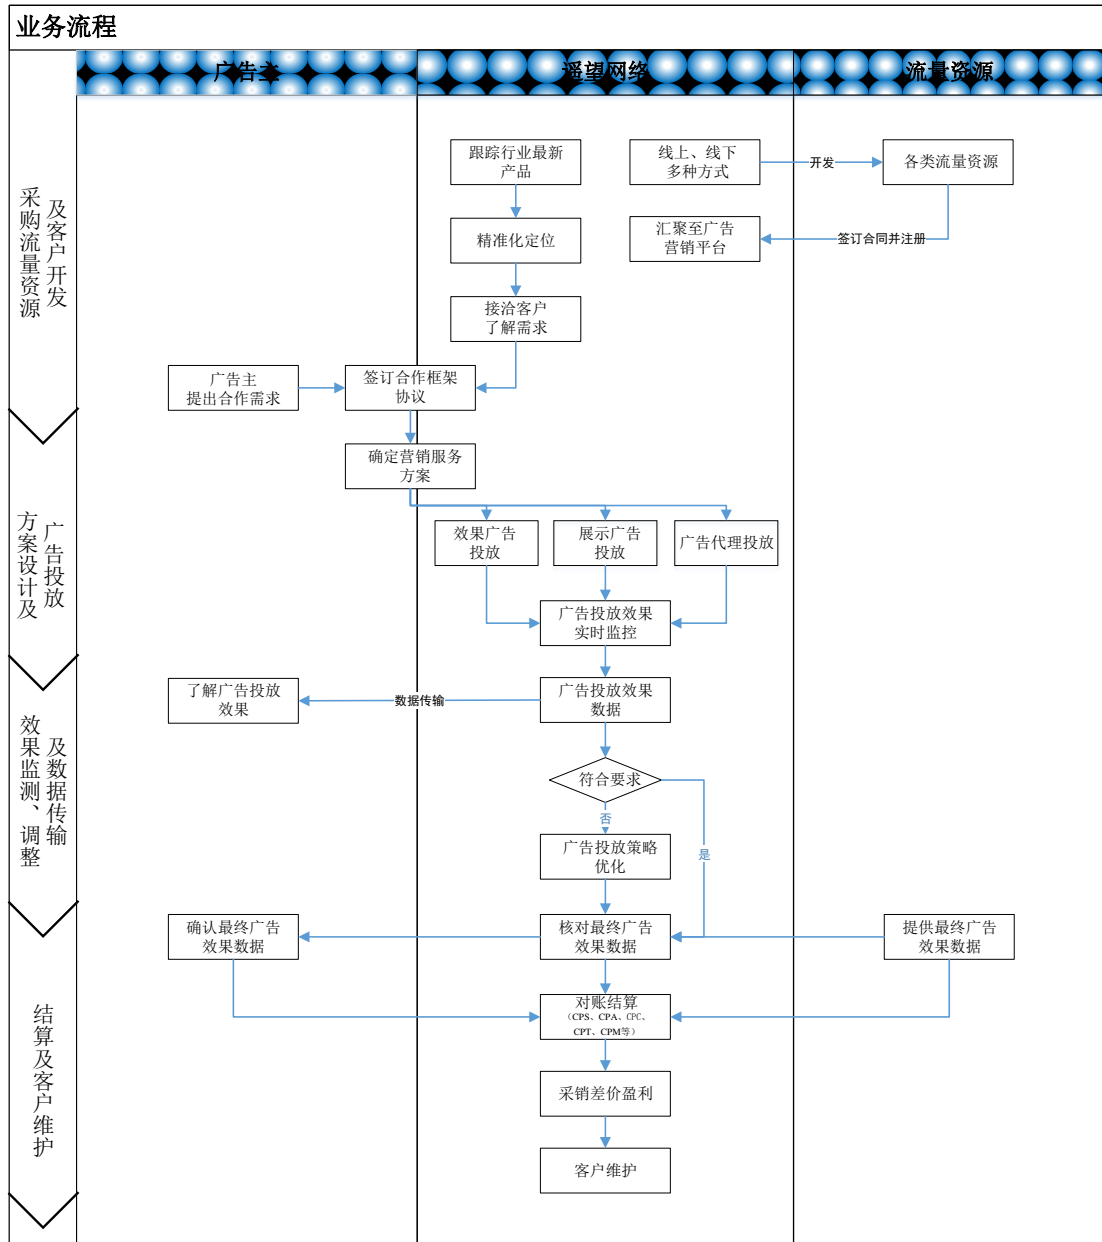 业务流程
广告主
遥望网络
流量资源
采购流量资源
及客户开发
跟踪行业最新
产品
线上、线下
多种方式
开发
各类流量资源
精准化定位
汇聚至广告
营销平台
签订合同并注册
接洽客户
了解需求
广告主
提出合作需求
签订合作框架
协议
确定营销服务
方案
方案设计及
广告投放
效果广告
投放
展示广告
投放
广告代理投放
广告投放效果
实时监控
效果监测、调整
及数据传输
了解广告投放
效果
数据传输
广告投放效果
数据
符合要求
否
是
广告投放策略
优化
结算及客户维护
确认最终广告
效果数据
核对最终广告
效果数据
提供最终广告
效果数据
对账结算
（CPS、CPA、CPC、
CPT、CPM等）
采销差价盈利
客户维护